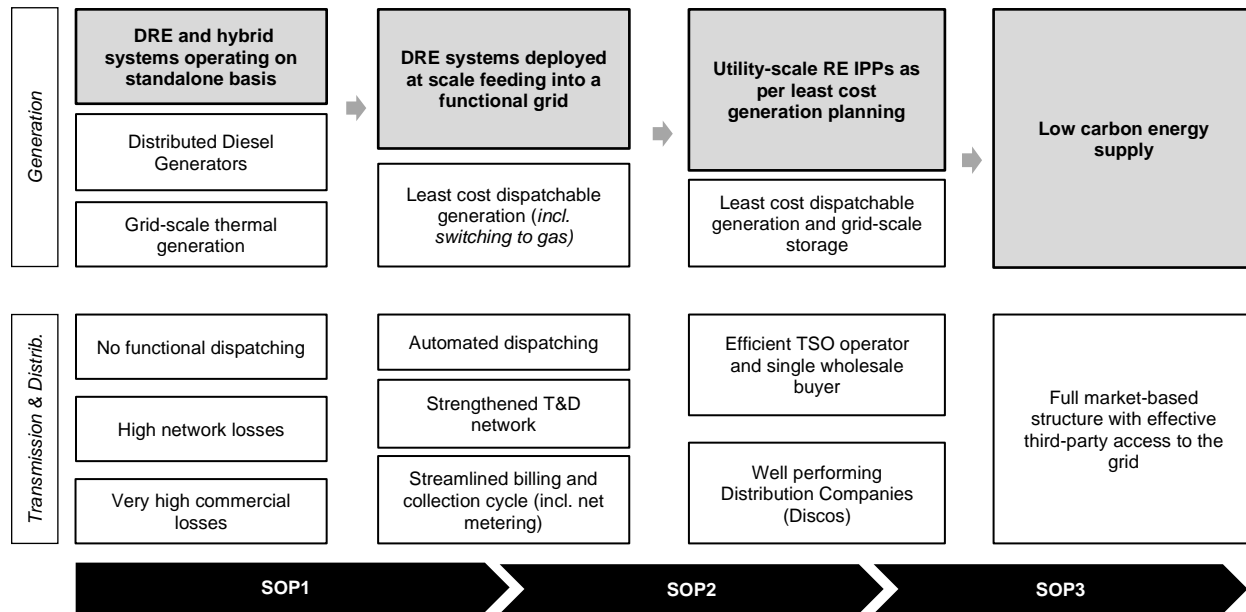 Generation
DRE and hybrid
systems operating on
standalone basis
Distributed Diesel
Generators
Grid-scale thermal
generation
DRE systems deployed
at scale feeding into a
functional grid
Least cost dispatchable
generation (incl.
switching to gas)
Utility-scale RE IPPs as
per least cost
generation planning
Least cost dispatchable
generation and grid-scale
storage
Low carbon energy
supply
Transmission & Distrib.
No functional dispatching
High network losses
Very high commercial
losses
Automated dispatching
Strengthened T&D
network
Streamlined billing and
collection cycle (incl. net
metering)
Efficient TSO operator
and single wholesale
buyer
Well performing
Distribution Companies
(Discos)
Full market-based
structure with effective
third-party access to the
grid
SOP1
SOP2
SOP3